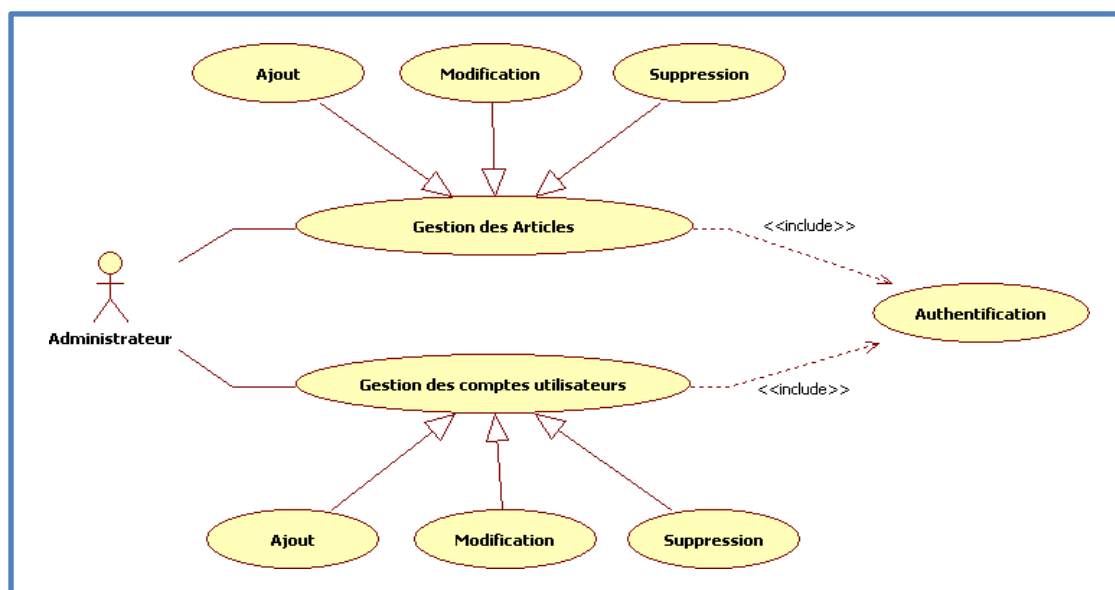 Ajout
Modification
Suppression
Gestion des Articles
<<include>>
Authentification
Administrateur
Gestion des comptes utilisateurs
<<include>>
Ajout
Modification
Suppression